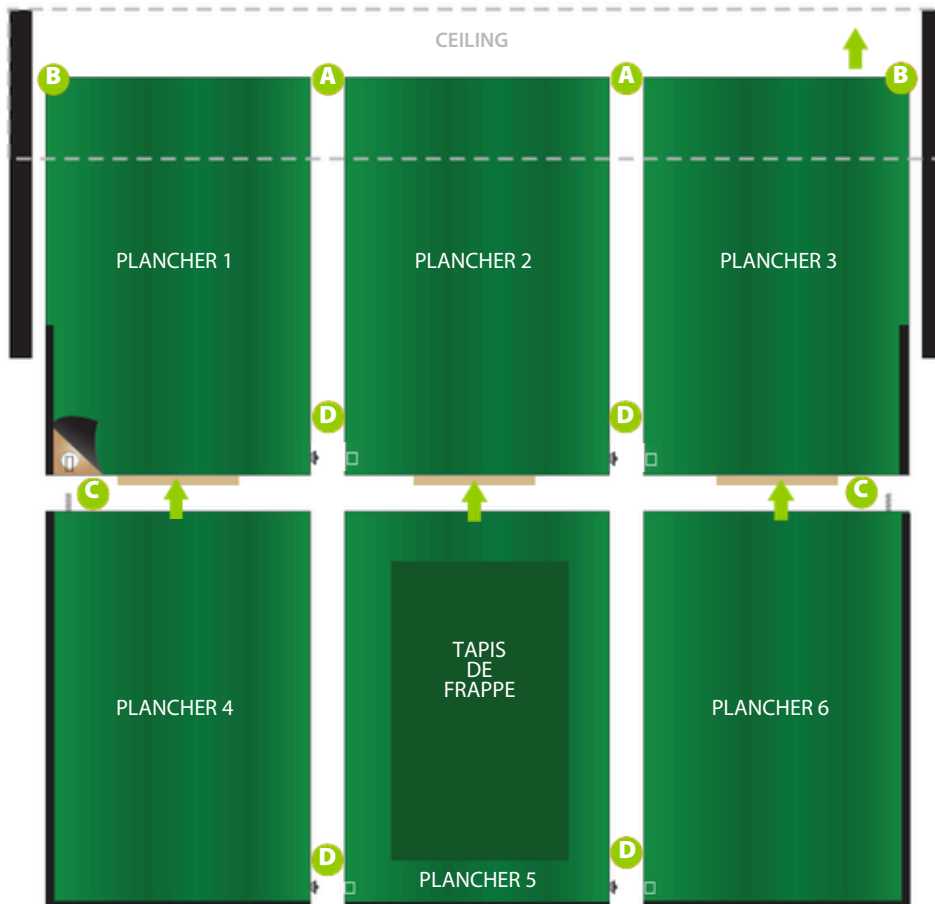 CEILING
B
A
A
B
PLANCHER 1
PLANCHER 2
PLANCHER 3
D
D
C
C
TAPIS
DE
FRAPPE
PLANCHER 4
PLANCHER 6
D
D
PLANCHER 5